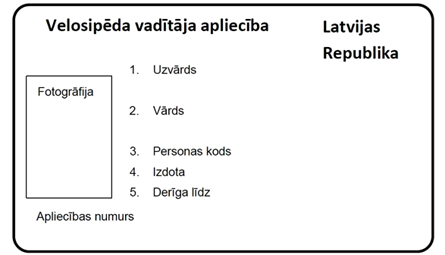 Velosipēda vadītāja apliecība
Latvijas
Republika
Fotogrāfija
1. Uzvārds
2. Vārds
3. Personas kods
4. Izdota
5. Derīga līdz
Apliecības numurs